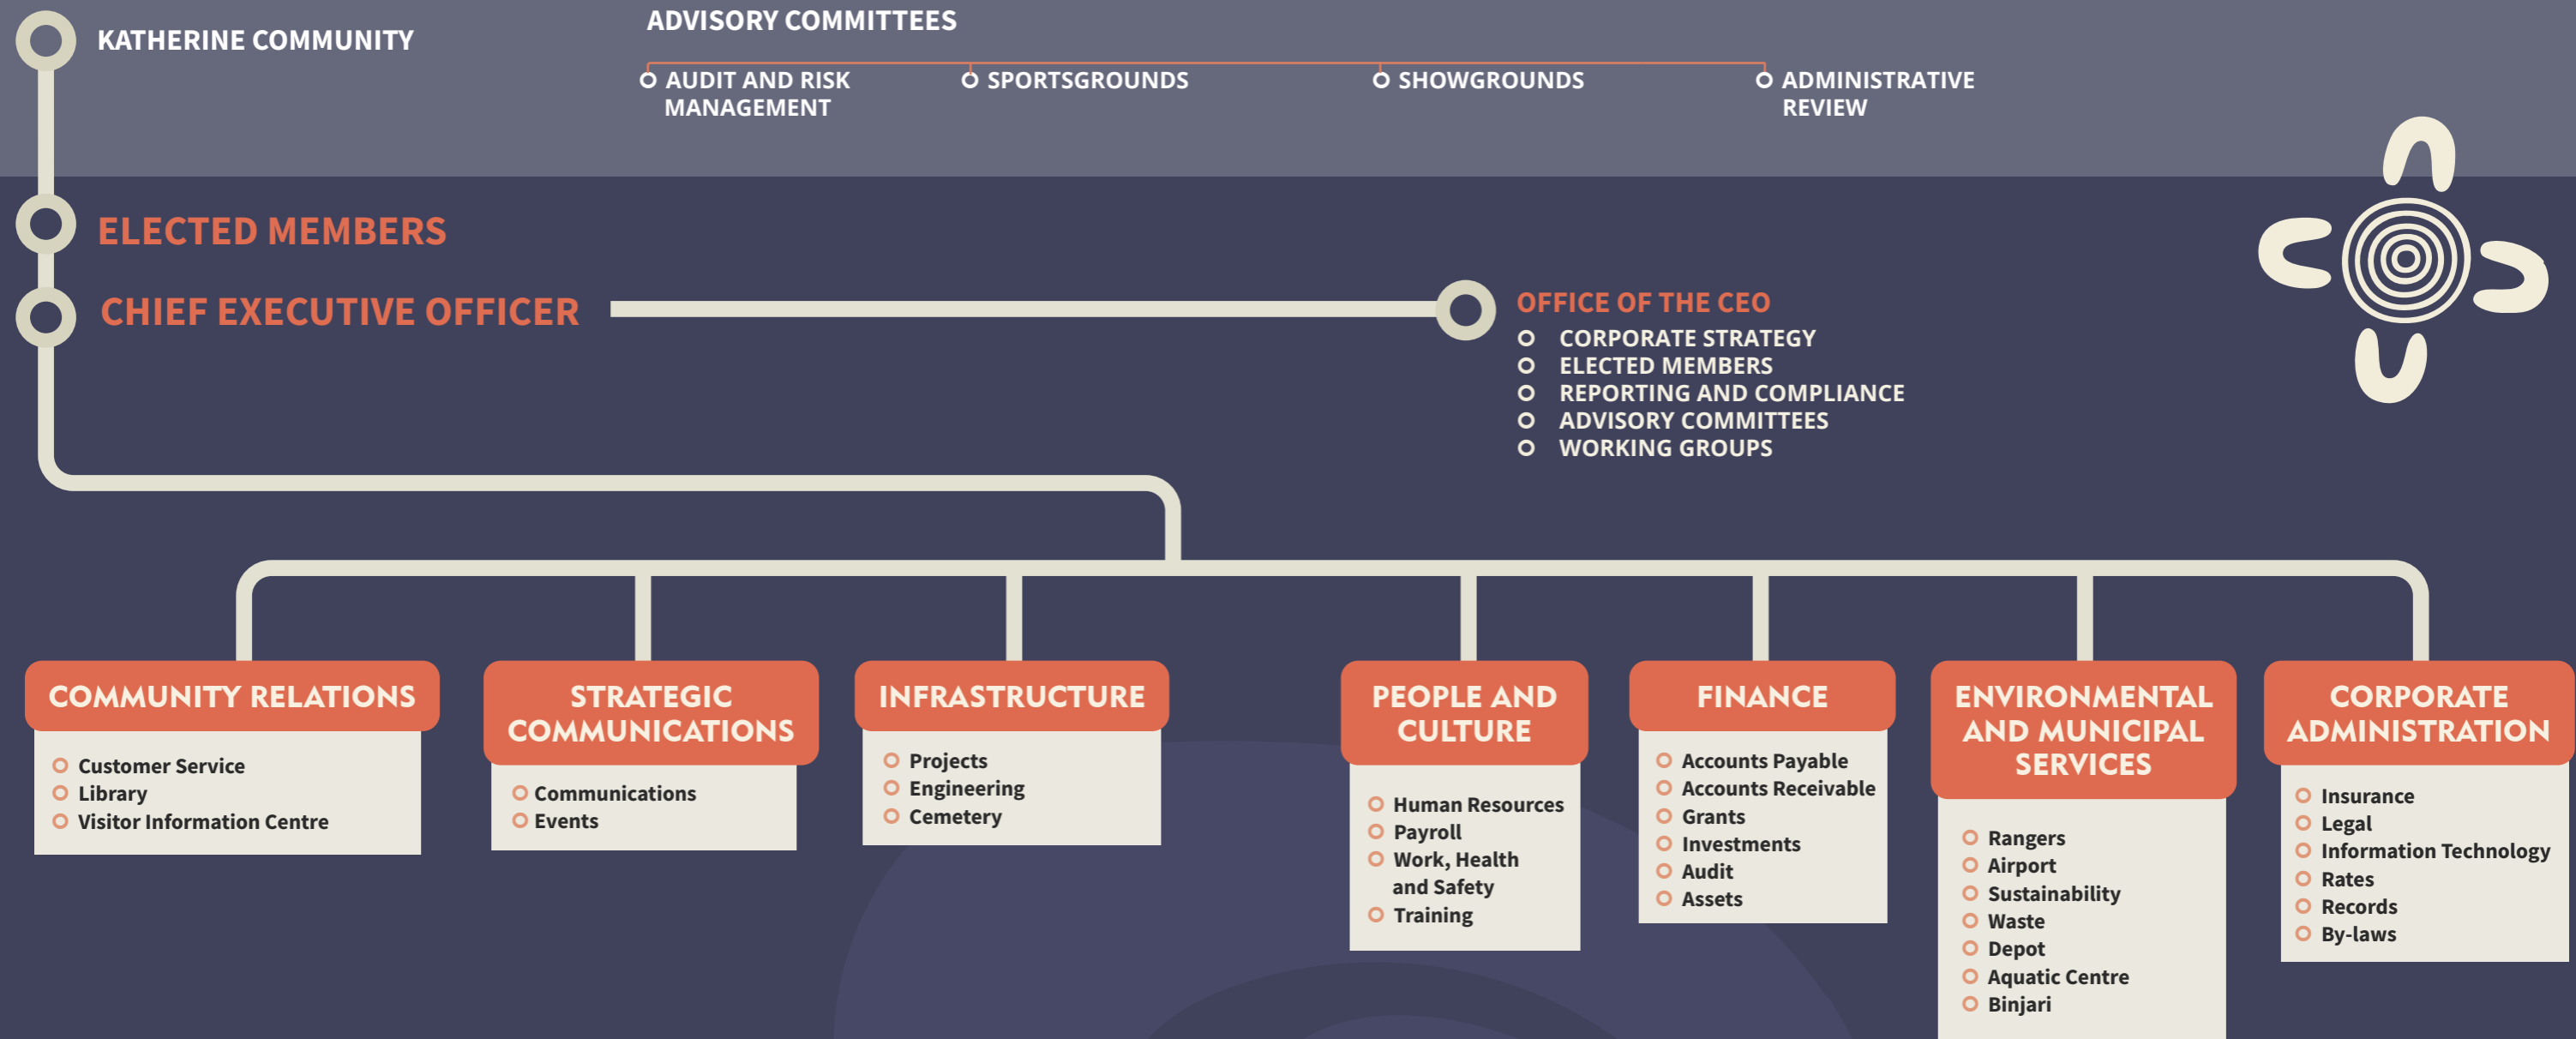 KATHERINE COMMUNITY
ADVISORY COMMITTEES
AUDIT AND RISK
MANAGEMENT
SPORTSGROUNDS
SHOWGROUNDS
ADMINISTRATIVE
REVIEW
ELECTED MEMBERS
CHIEF EXECUTIVE OFFICER
OFFICE OF THE CEO
CORPORATE STRATEGY
ELECTED MEMBERS
REPORTING AND COMPLIANCE
ADVISORY COMMITTEES
WORKING GROUPS
COMMUNITY RELATIONS
Customer Service
Library
Visitor Information Centre
STRATEGIC
COMMUNICATIONS
Communications
Events
INFRASTRUCTURE
Projects
Engineering
Cemetery
PEOPLE AND
CULTURE
Human Resources
Payroll
Work, Health
and Safety
Training
FINANCE
Accounts Payable
Accounts Receivable
Grants
Investments
Audit
Assets
ENVIRONMENTAL
AND MUNICIPAL
SERVICES
Rangers
Airport
Sustainability
Waste
Depot
Aquatic Centre
Binjari
CORPORATE
ADMINISTRATION
Insurance
Legal
Information Technology
Rates
Records
By-laws